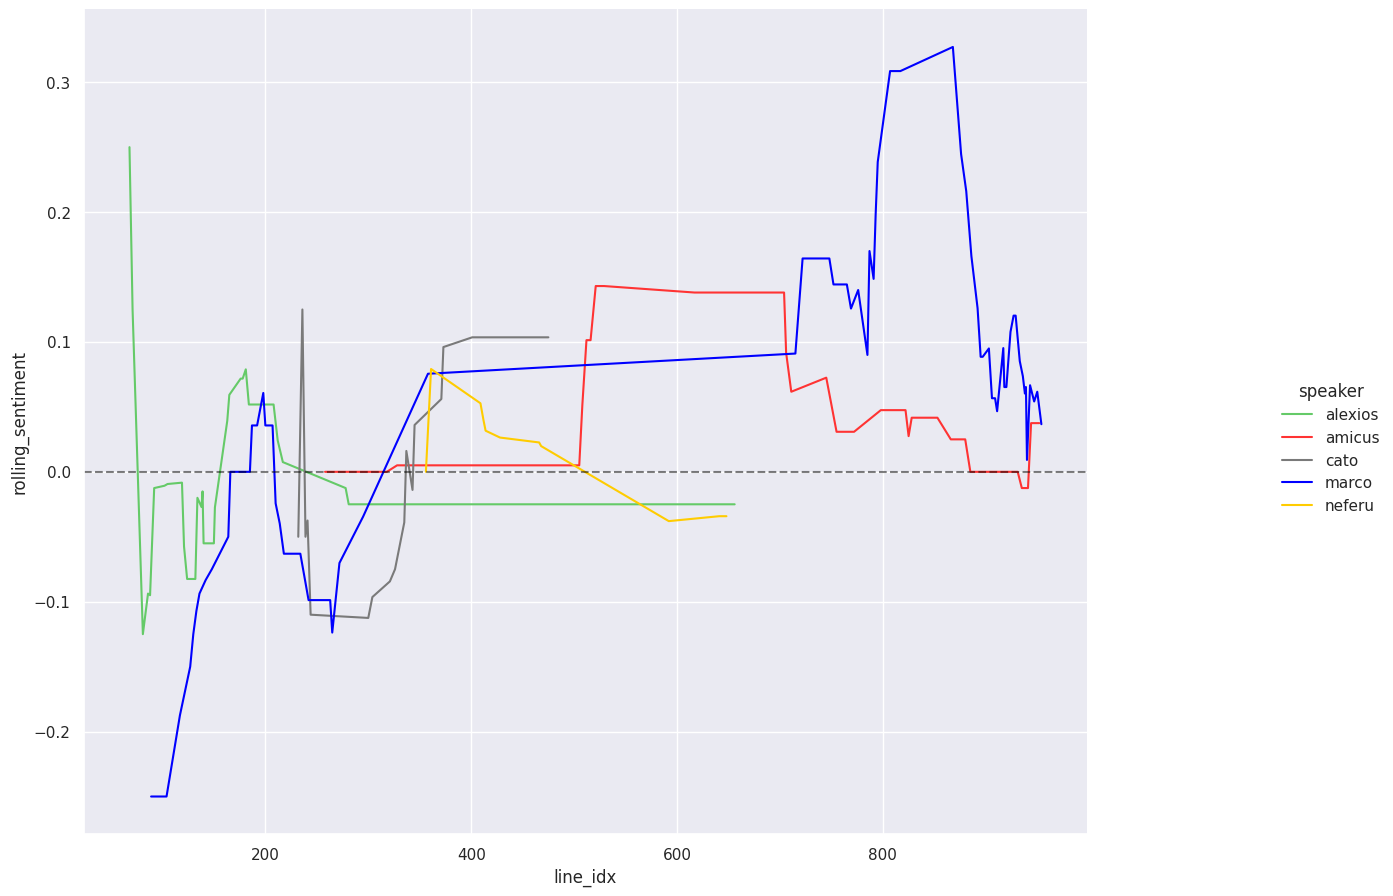 0.3
0.2
0.1
0.0
−0.1
−0.2
rolling_sentiment
200
400
600
800
line_idx
speaker
alexios
amicus
cato
marco
neferu